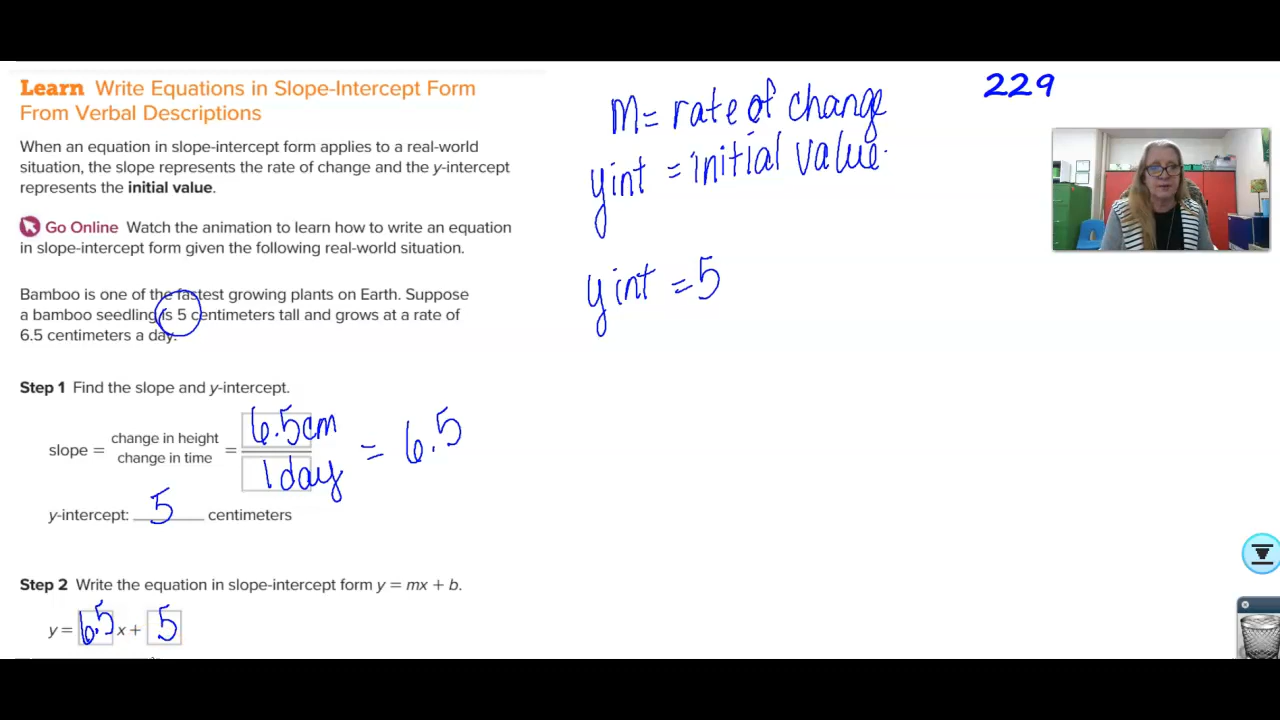 Learn Write Equations in Slope-Intercept Form
From Verbal Descriptions
When an equation in slope-intercept form applies to a real-world
situation, the slope represents the rate of change and the y-intercept
represents the initial value.
Go Online Watch the animation to learn how to write an equation
in slope-intercept form given the following real-world situation.
Bamboo is one of the fastest growing plants on Earth. Suppose
a bamboo seedling is 5 centimeters tall and grows at a rate of
6.5 centimeters a day.
Step 1 Find the slope and y-intercept.
slope = change in height / change in time = 6.5cm / 1day = 6.5
y-intercept: 5 centimeters
Step 2 Write the equation in slope-intercept form y = mx + b.
y = 6.5 x + 5
m = rate of change
y int = initial value.
y int = 5
229